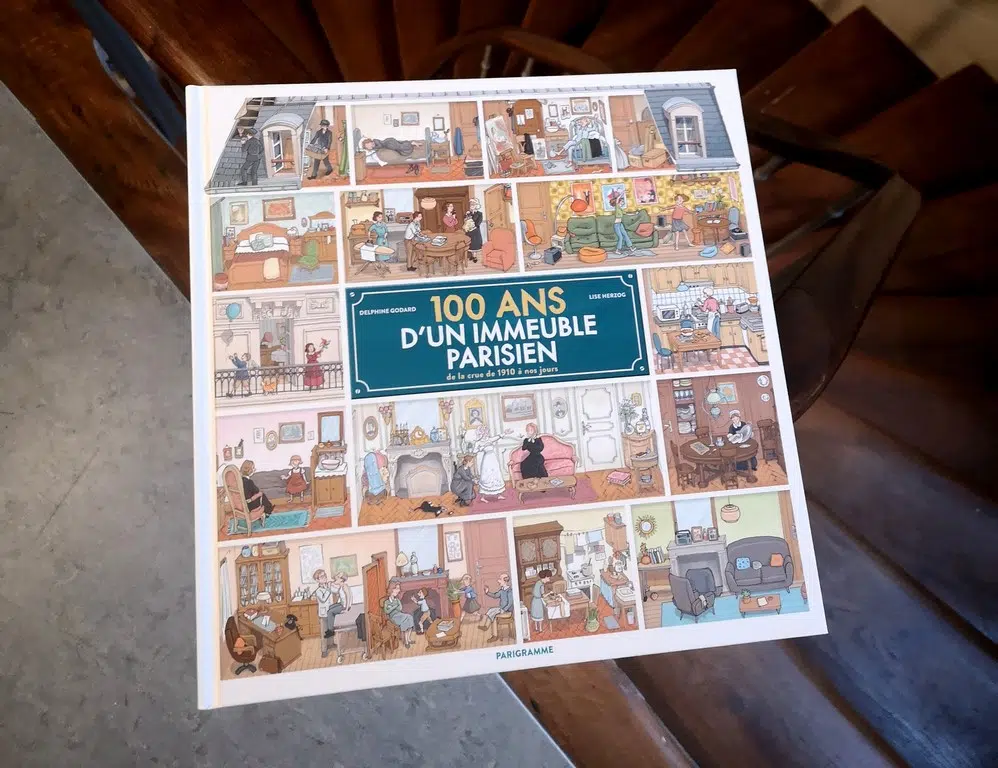 DELPHINE GODARD
LISE HERZOG
100 ANS
D'UN IMMEUBLE
PARISIEN
de la crue de 1910 à nos jours
PARIGRAMME